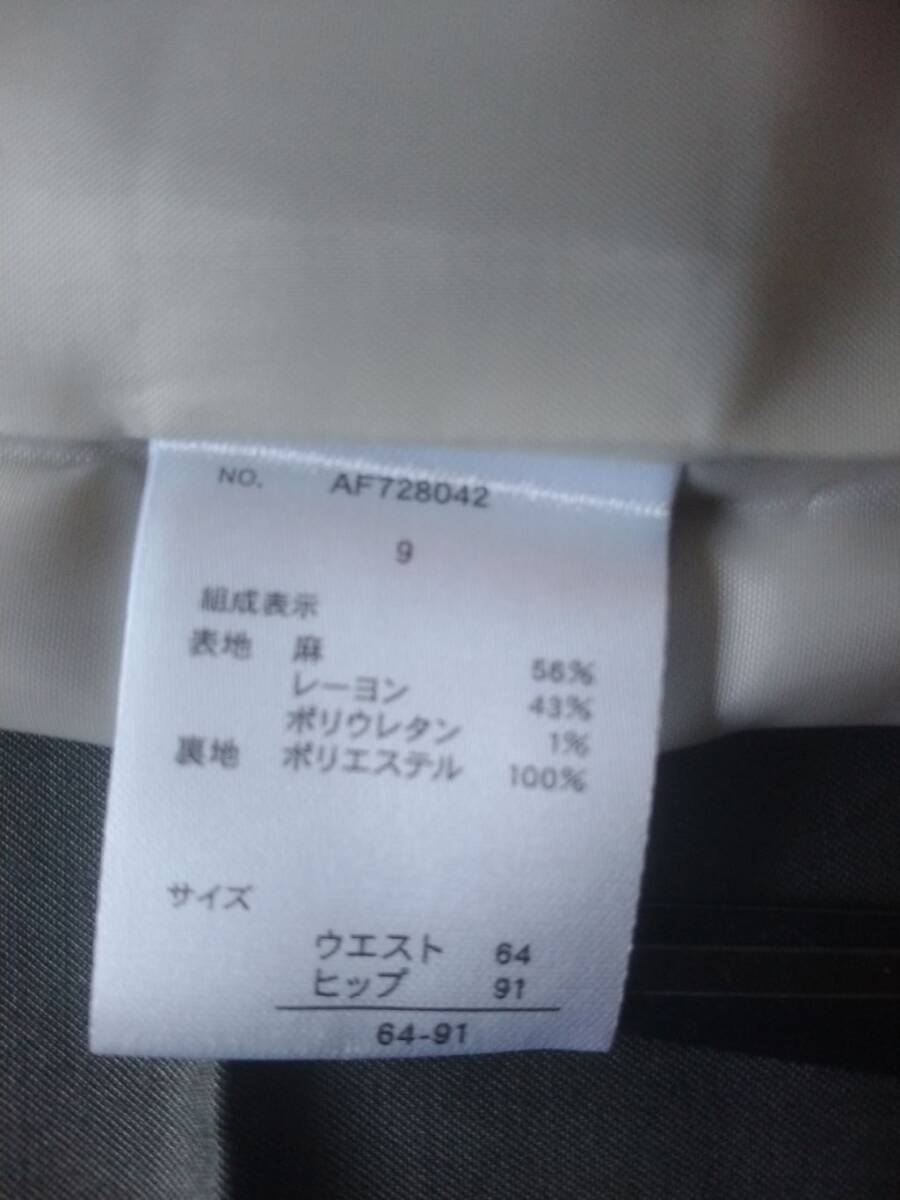 NO. AF728042
9
組成表示
表地 麻 56%
レーヨン 43%
ポリウレタン 1%
裏地 ポリエステル 100%
サイズ
ウエスト 64
ヒップ 91
64-91